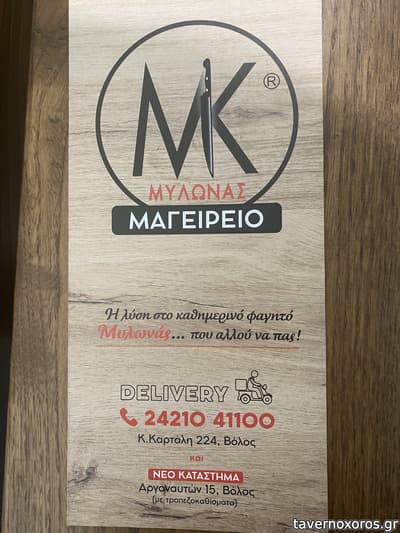 MK ®
ΜΥΛΩΝΑΣ
ΜΑΓΕΙΡΕΙΟ
Η λύση στο καθημερινό φαγητό
Μυλωνάς... που αλλού να πας!
DELIVERY
24210 41100
Κ.Καρτάλη 224, Βόλος
και
ΝΕΟ ΚΑΤΑΣΤΗΜΑ
Αργοναυτών 15, Βόλος
(με τραπεζοκαθίσματα)
tavernoxoros.gr